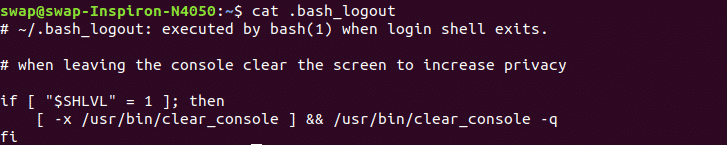 swap@swap-Inspiron-N4050:~$ cat .bash_logout
# ~/.bash_logout: executed by bash(1) when login shell exits.
# when leaving the console clear the screen to increase privacy
if [ "$SHLVL" = 1 ]; then
    [ -x /usr/bin/clear_console ] && /usr/bin/clear_console -q
fi